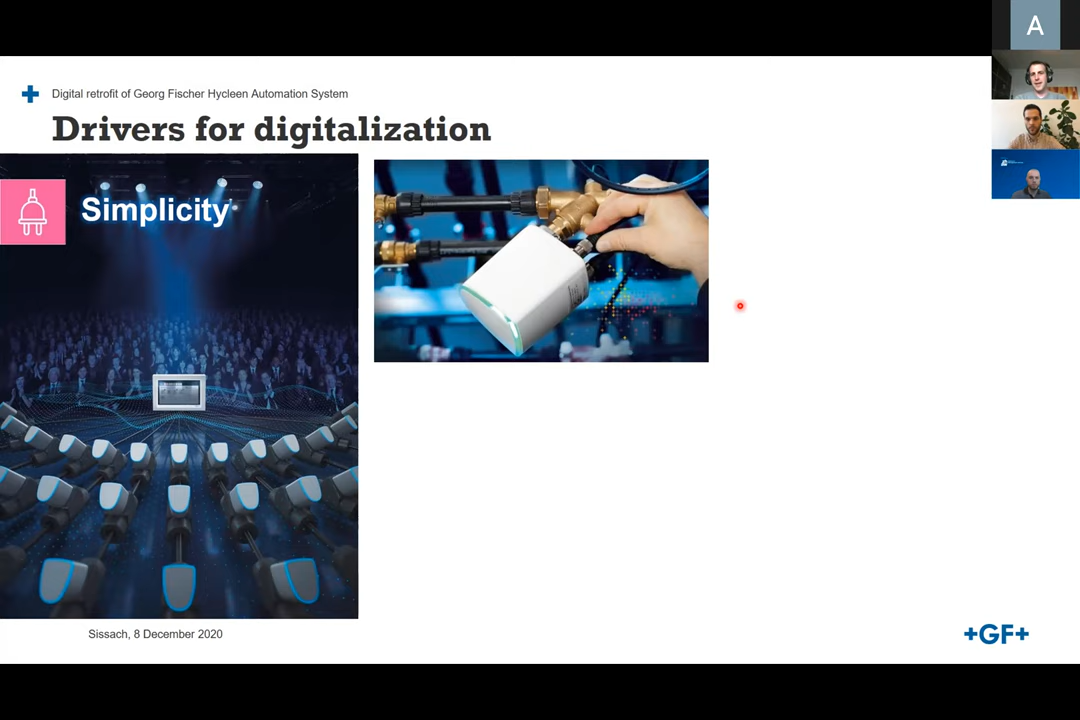 Digital retrofit of Georg Fischer Hycleen Automation System
Drivers for digitalization
Simplicity
Sissach, 8 December 2020
+GF+
A